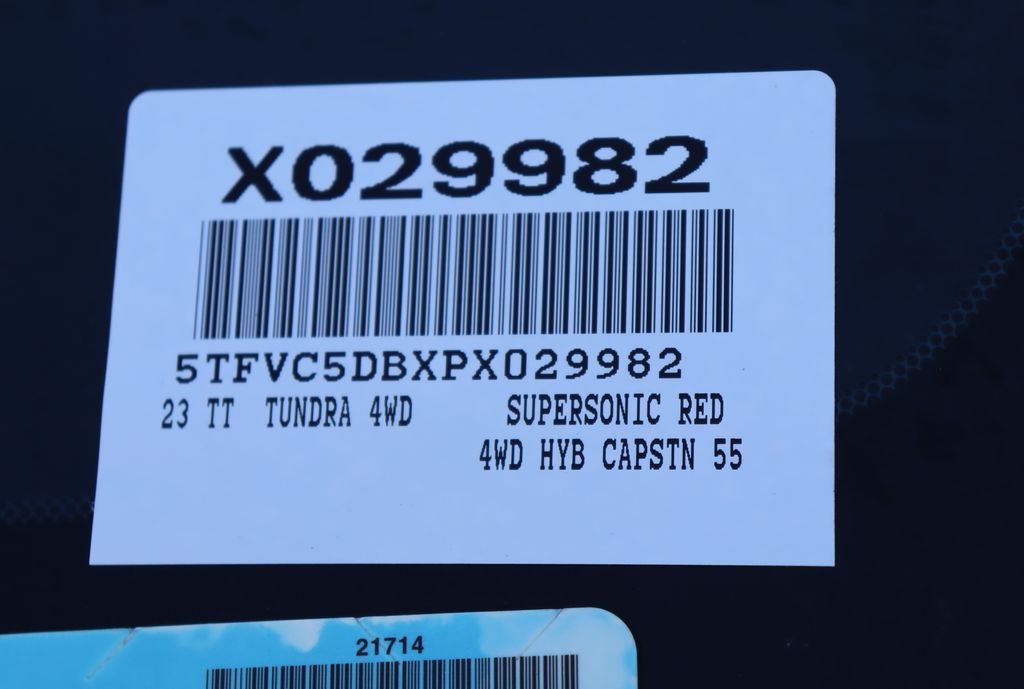 X029982
5TFVC5DBXPX029982
23 TT TUNDRA 4WD SUPERSONIC RED
4WD HYB CAPSTN 55
21714